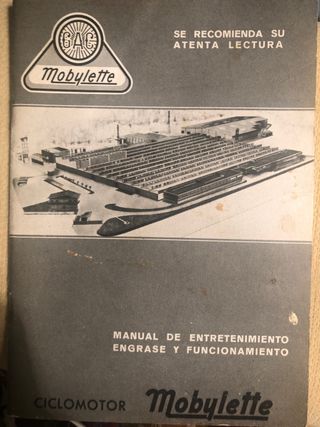 GAC
Mobylette
SE RECOMIENDA SU
ATENTA LECTURA
MANUAL DE ENTRETENIMIENTO
ENGRASE Y FUNCIONAMIENTO
CICLOMOTOR Mobylette